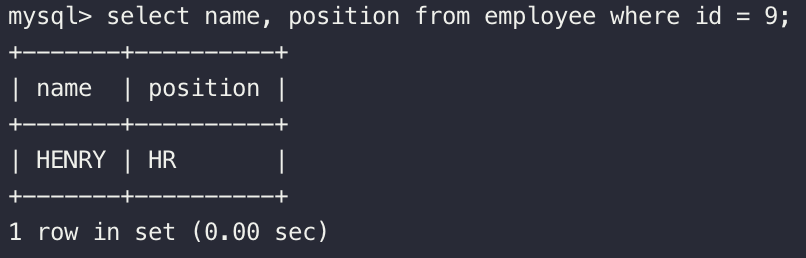 mysql> select name, position from employee where id = 9;
+-------+----------+
| name  | position |
+-------+----------+
| HENRY | HR       |
+-------+----------+
1 row in set (0.00 sec)